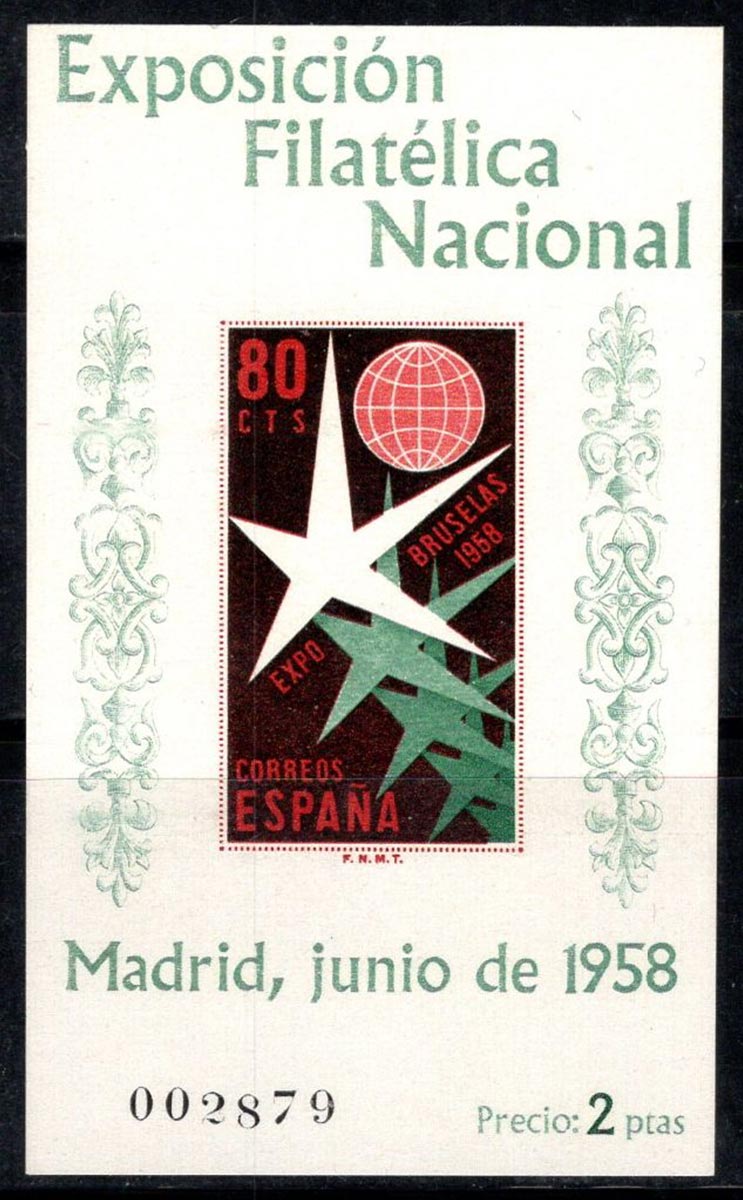 Exposición
Filatélica
Nacional
80
CTS
BRUSELAS
1958
EXPO
CORREOS
ESPAÑA
F.N.M.T.
Madrid, junio de 1958
002879
Precio: 2 ptas